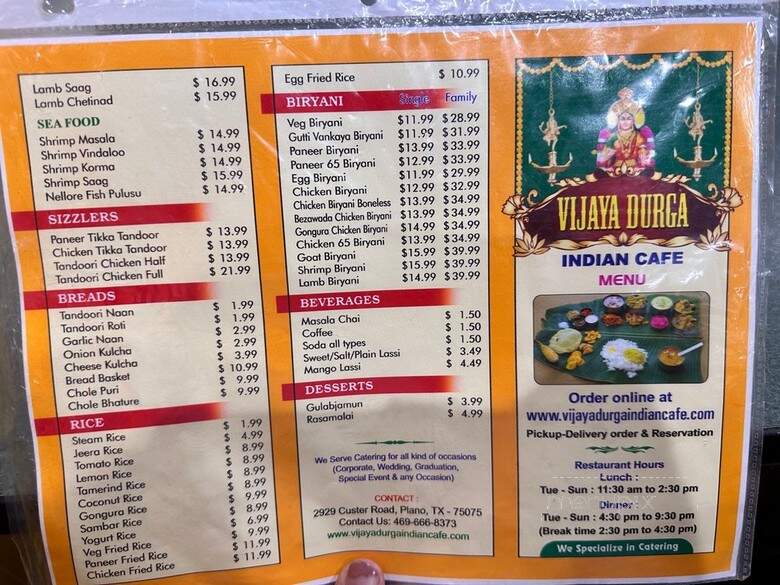 Lamb Saag $ 16.99
Lamb Chetinad $ 15.99
SEA FOOD
Shrimp Masala $ 14.99
Shrimp Vindaloo $ 14.99
Shrimp Korma $ 14.99
Shrimp Saag $ 15.99
Nellore Fish Pulusu $ 14.99
SIZZLERS
Paneer Tikka Tandoor $ 13.99
Chicken Tikka Tandoor $ 13.99
Tandoori Chicken Half $ 13.99
Tandoori Chicken Full $ 21.99
BREADS
Tandoori Naan $ 1.99
Tandoori Roti $ 1.99
Garlic Naan $ 2.99
Onion Kulcha $ 2.99
Cheese Kulcha $ 3.99
Bread Basket $ 10.99
Chole Puri $ 9.99
Chole Bhature $ 9.99
RICE
Steam Rice $ 1.99
Jeera Rice $ 4.99
Tomato Rice $ 8.99
Lemon Rice $ 8.99
Tamerind Rice $ 8.99
Coconut Rice $ 8.99
Gongura Rice $ 9.99
Sambar Rice $ 8.99
Yogurt Rice $ 6.99
Veg Fried Rice $ 9.99
Paneer Fried Rice $ 11.99
Chicken Fried Rice $ 11.99
Egg Fried Rice $ 10.99
BIRYANI Single Family
Veg Biryani $11.99 $28.99
Gutti Vankaya Biryani $11.99 $31.99
Paneer Biryani $13.99 $33.99
Paneer 65 Biryani $12.99 $33.99
Egg Biryani $11.99 $29.99
Chicken Biryani $12.99 $32.99
Chicken Biryani Boneless $13.99 $34.99
Bezawada Chicken Biryani $13.99 $34.99
Gongura Chicken Biryani $14.99 $34.99
Chicken 65 Biryani $13.99 $34.99
Goat Biryani $15.99 $39.99
Shrimp Biryani $15.99 $39.99
Lamb Biryani $14.99 $39.99
BEVERAGES
Masala Chai $ 1.50
Coffee $ 1.50
Soda all types $ 1.50
Sweet/Salt/Plain Lassi $ 3.49
Mango Lassi $ 4.49
DESSERTS
Gulabjamun $ 3.99
Rasamalai $ 4.99
We Serve Catering for all kind of occasions
(Corporate, Wedding, Graduation,
Special Event & any Occasion)
CONTACT :
2929 Custer Road, Plano, TX - 75075
Contact Us: 469-666-8373
www.vijayadurgaindiancafe.com
VIJAYA DURGA
INDIAN CAFE
MENU
Order online at
www.vijayadurgaindiancafe.com
Pickup-Delivery order & Reservation
Restaurant Hours
Lunch :
Tue - Sun : 11:30 am to 2:30 pm
Dinner :
Tue - Sun : 4:30 pm to 9:30 pm
(Break time 2:30 pm to 4:30 pm)
We Specialize in Catering